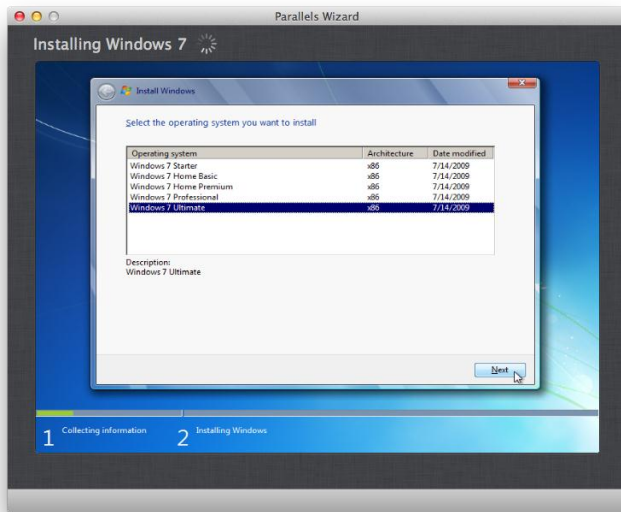 Parallels Wizard
Installing Windows 7
Install Windows
Select the operating system you want to install
Operating system Architecture Date modified
Windows 7 Starter x86 7/14/2009
Windows 7 Home Basic x86 7/14/2009
Windows 7 Home Premium x86 7/14/2009
Windows 7 Professional x86 7/14/2009
Windows 7 Ultimate x86 7/14/2009
Description:
Windows 7 Ultimate
Next
1 Collecting information 2 Installing Windows